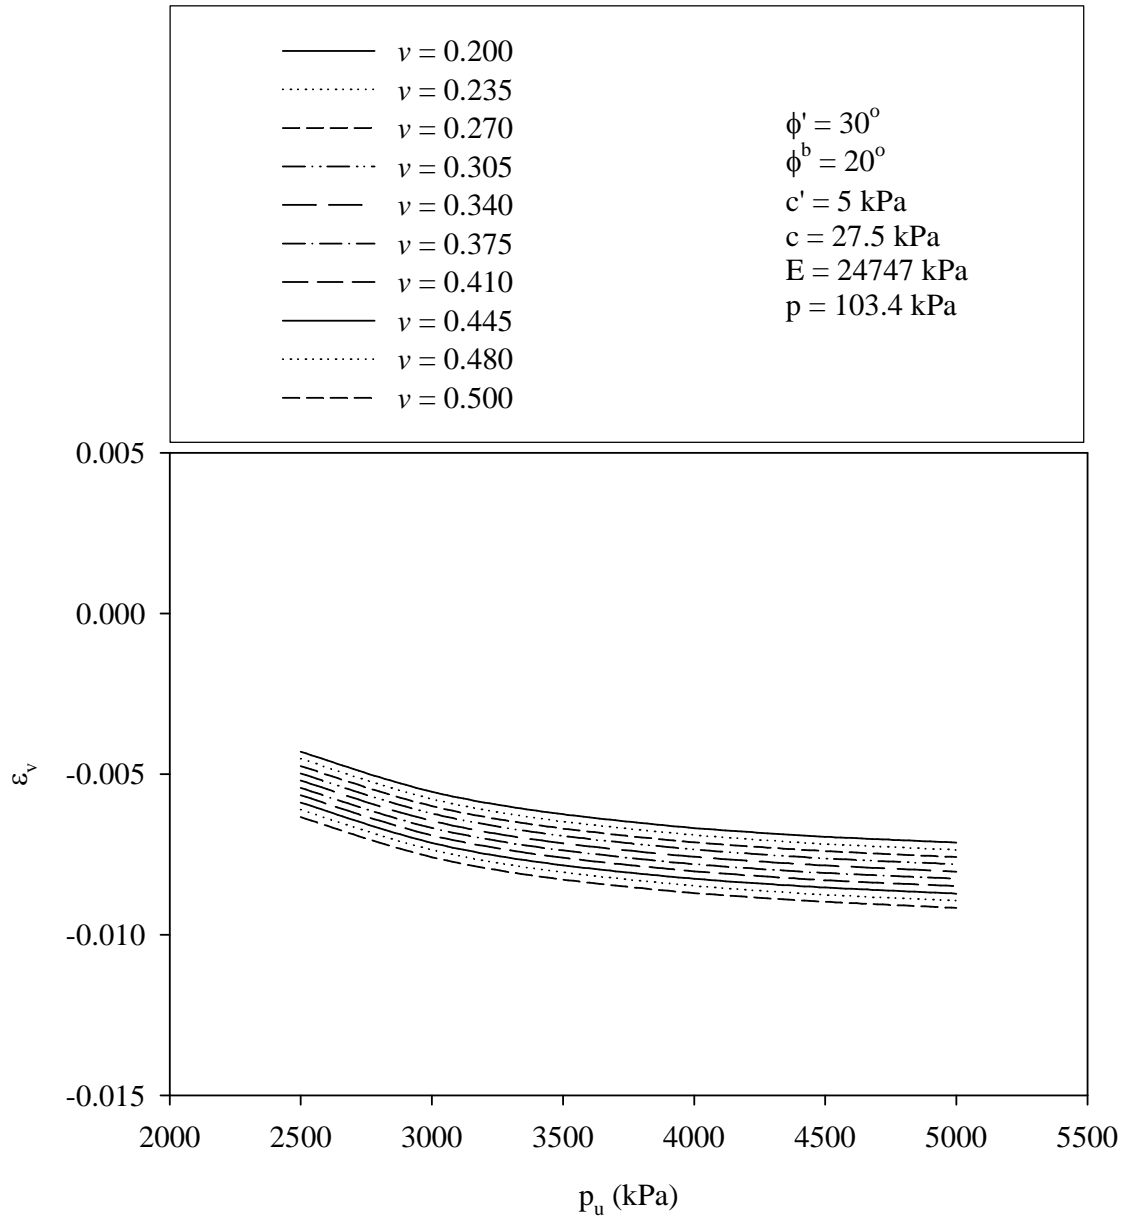 ν = 0.200
ν = 0.235
ν = 0.270
ν = 0.305
ν = 0.340
ν = 0.375
ν = 0.410
ν = 0.445
ν = 0.480
ν = 0.500
ϕ' = 30°
ϕᵇ = 20°
c' = 5 kPa
c = 27.5 kPa
E = 24747 kPa
p = 103.4 kPa
0.005
0.000
-0.005
-0.010
-0.015
εᵥ
2000 2500 3000 3500 4000 4500 5000 5500
pᵤ (kPa)